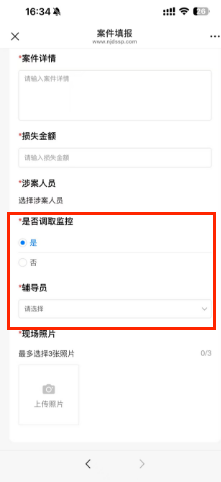 16:34
案件填报
www.njdxsp.com
*案件详情
请输入案件详情
*损失金额
请输入损失金额
*涉案人员
选择涉案人员
*是否调取监控
是
否
*辅导员
请选择
*现场照片
最多选择3张照片 0/3
上传照片